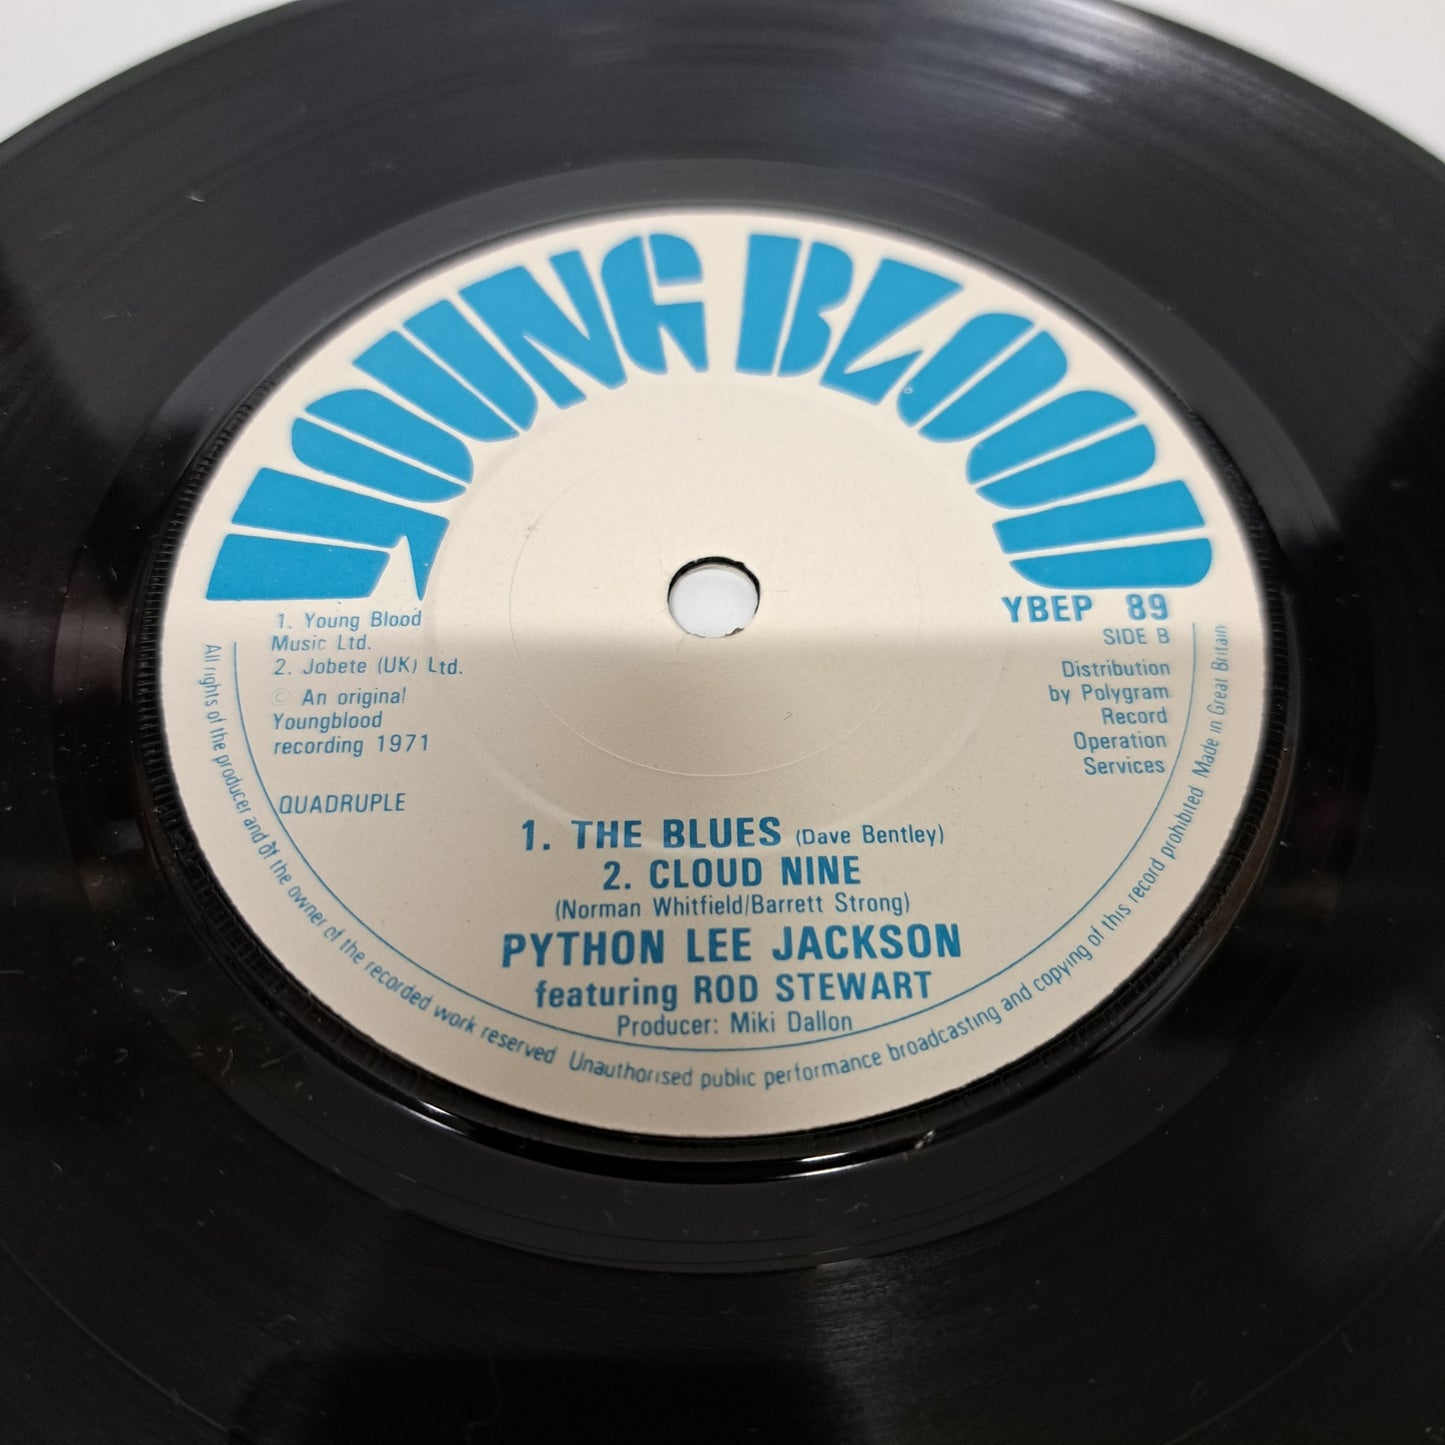 YOUNG BLOOD
1. Young Blood
Music Ltd.
2. Jobete (UK) Ltd.
© An original
Youngblood
recording 1971
QUADRUPLE
YBEP 89
SIDE B
Distribution
by Polygram
Record
Operation
Services
1. THE BLUES (Dave Bentley)
2. CLOUD NINE
(Norman Whitfield/Barrett Strong)
PYTHON LEE JACKSON
featuring ROD STEWART
Producer: Miki Dallon
All rights of the producer and of the owner of the recorded work reserved Unauthorised public performance broadcasting and copying of this record prohibited Made in Great Britain